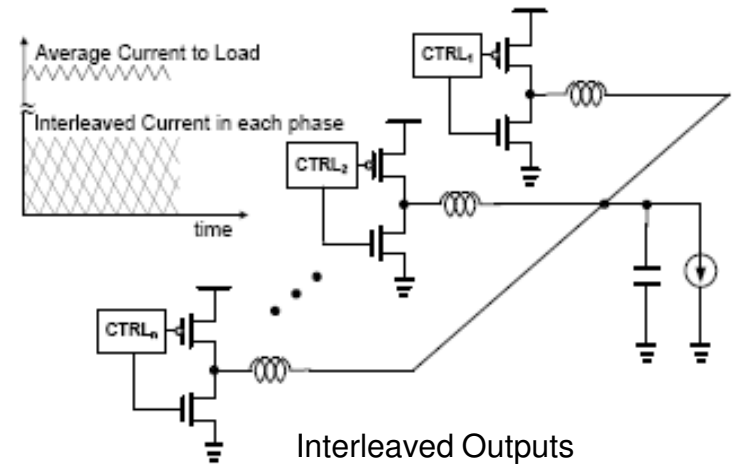 Average Current to Load
Interleaved Current in each phase
time
CTRL₁
CTRL₂
CTRLₙ
Interleaved Outputs